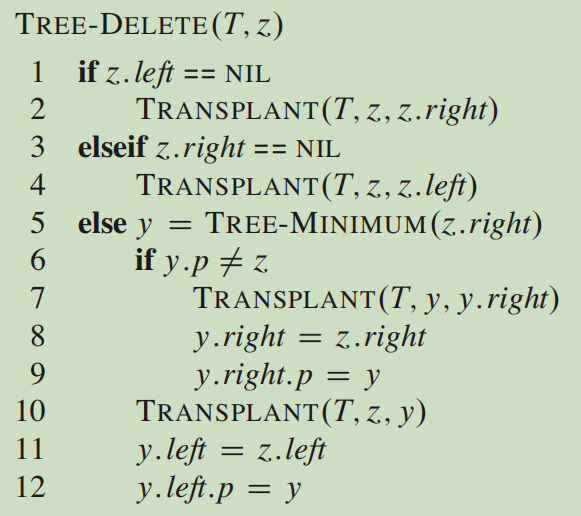 TREE-DELETE(T, z)
1 if z.left == NIL
2 TRANSPLANT(T, z, z.right)
3 elseif z.right == NIL
4 TRANSPLANT(T, z, z.left)
5 else y = TREE-MINIMUM(z.right)
6 if y.p ≠ z
7 TRANSPLANT(T, y, y.right)
8 y.right = z.right
9 y.right.p = y
10 TRANSPLANT(T, z, y)
11 y.left = z.left
12 y.left.p = y